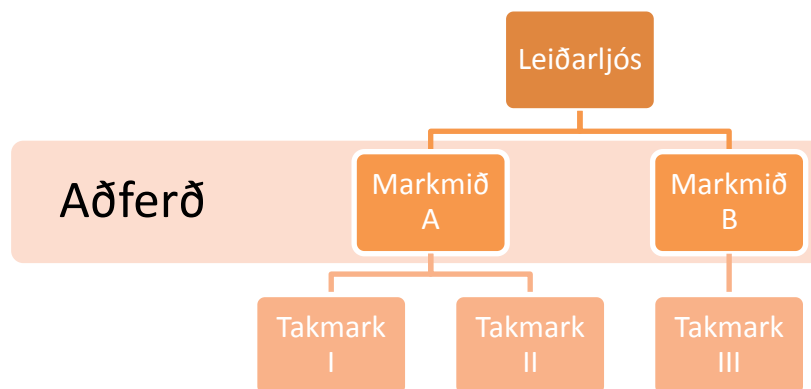 Leiðarljós
Aðferð
Markmið
A
Markmið
B
Takmark
I
Takmark
II
Takmark
III